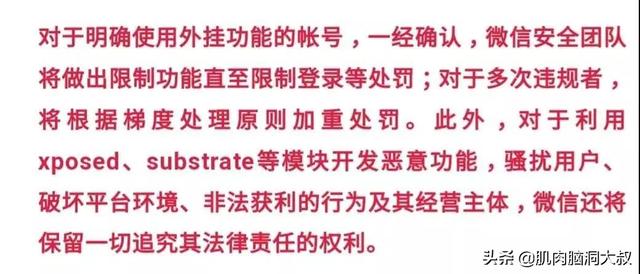 对于明确使用外挂功能的帐号，一经确认，微信安全团队
将做出限制功能直至限制登录等处罚；对于多次违规者，
将根据梯度处理原则加重处罚。此外，对于利用
xposed、substrate等模块开发恶意功能，骚扰用户、
破坏平台环境、非法获利的行为及其经营主体，微信还将
保留一切追究其法律责任的权利。
头条 @肌肉脑洞大叔